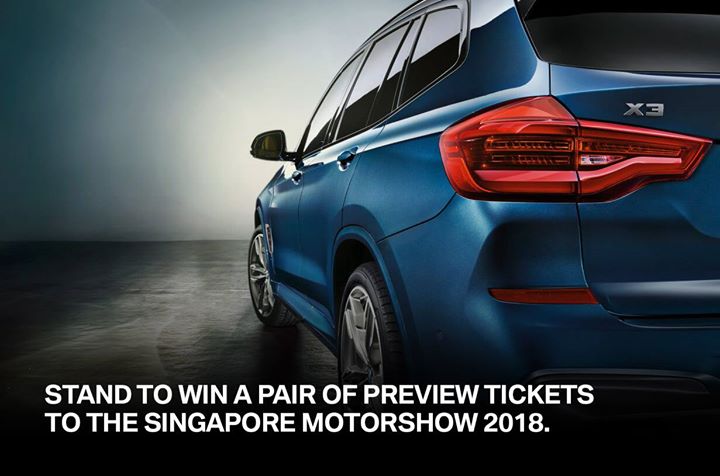 X3
STAND TO WIN A PAIR OF PREVIEW TICKETS
TO THE SINGAPORE MOTORSHOW 2018.